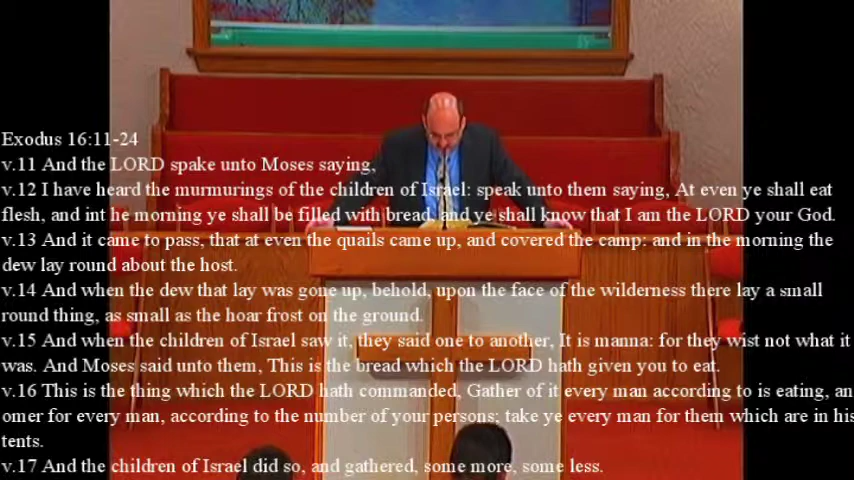 Exodus 16:11-24
v.11 And the LORD spake unto Moses saying,
v.12 I have heard the murmurings of the children of Israel: speak unto them saying, At even ye shall eat
flesh, and int he morning ye shall be filled with bread, and ye shall know that I am the LORD your God.
v.13 And it came to pass, that at even the quails came up, and covered the camp: and in the morning the
dew lay round about the host.
v.14 And when the dew that lay was gone up, behold, upon the face of the wilderness there lay a small
round thing, as small as the hoar frost on the ground.
v.15 And when the children of Israel saw it, they said one to another, It is manna: for they wist not what it
was. And Moses said unto them, This is the bread which the LORD hath given you to eat.
v.16 This is the thing which the LORD hath commanded, Gather of it every man according to is eating, an
omer for every man, according to the number of your persons; take ye every man for them which are in his
tents.
v.17 And the children of Israel did so, and gathered, some more, some less.